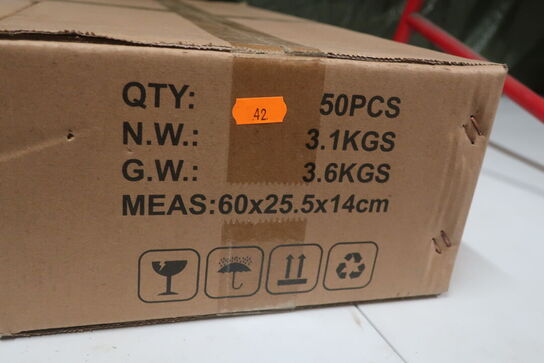 QTY: 50PCS
42
N.W.: 3.1KGS
G.W.: 3.6KGS
MEAS:60x25.5x14cm